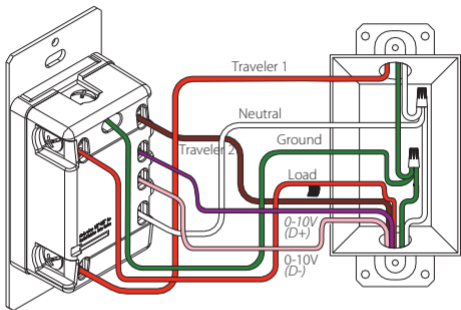 Traveler 1
Neutral
Ground
Traveler 2
Load
0-10V
(D+)
0-10V
(D-)